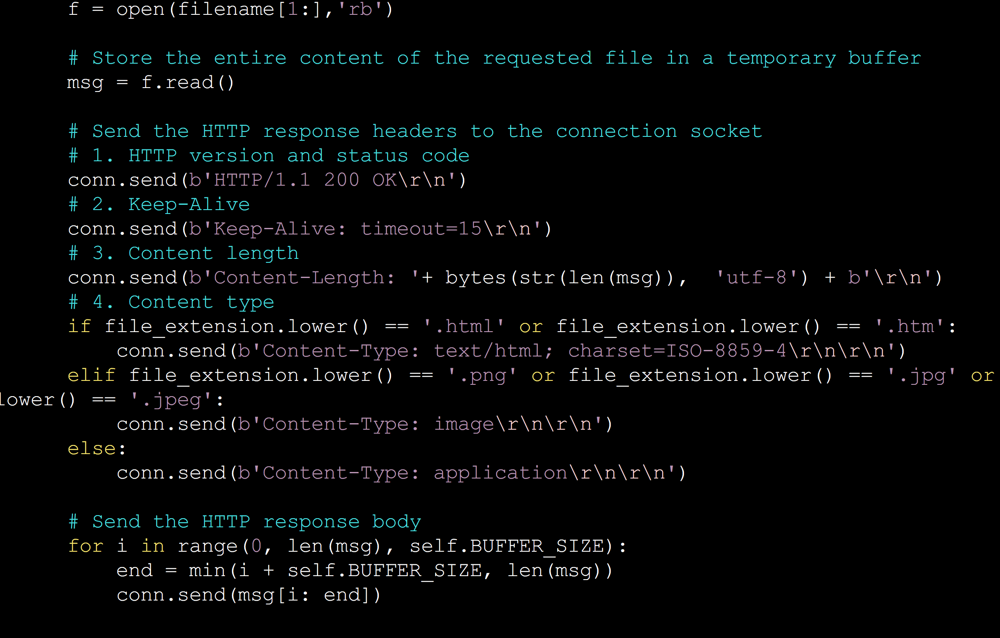 f = open(filename[1:],'rb')
# Store the entire content of the requested file in a temporary buffer
msg = f.read()
# Send the HTTP response headers to the connection socket
# 1. HTTP version and status code
conn.send(b'HTTP/1.1 200 OK\r\n')
# 2. Keep-Alive
conn.send(b'Keep-Alive: timeout=15\r\n')
# 3. Content length
conn.send(b'Content-Length: '+ bytes(str(len(msg)),  'utf-8') + b'\r\n')
# 4. Content type
if file_extension.lower() == '.html' or file_extension.lower() == '.htm':
    conn.send(b'Content-Type: text/html; charset=ISO-8859-4\r\n\r\n')
elif file_extension.lower() == '.png' or file_extension.lower() == '.jpg' or
lower() == '.jpeg':
    conn.send(b'Content-Type: image\r\n\r\n')
else:
    conn.send(b'Content-Type: application\r\n\r\n')
# Send the HTTP response body
for i in range(0, len(msg), self.BUFFER_SIZE):
    end = min(i + self.BUFFER_SIZE, len(msg))
    conn.send(msg[i: end])